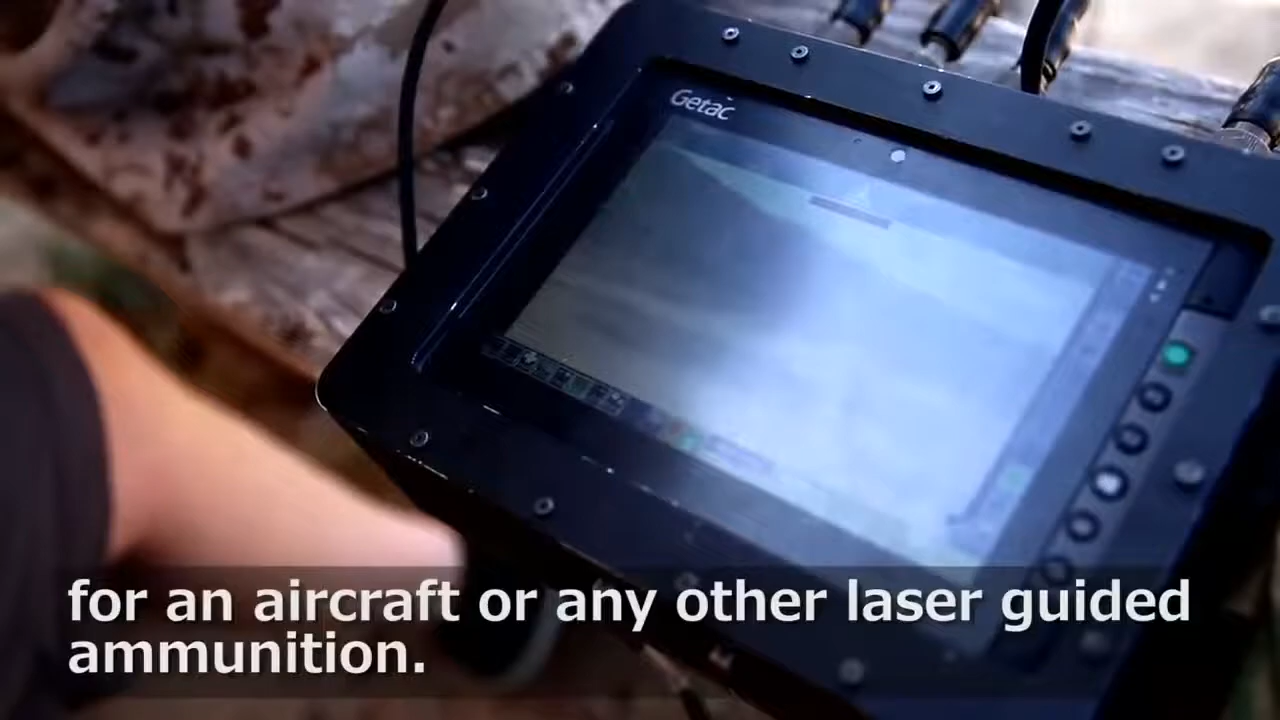 Getac
for an aircraft or any other laser guided
ammunition.